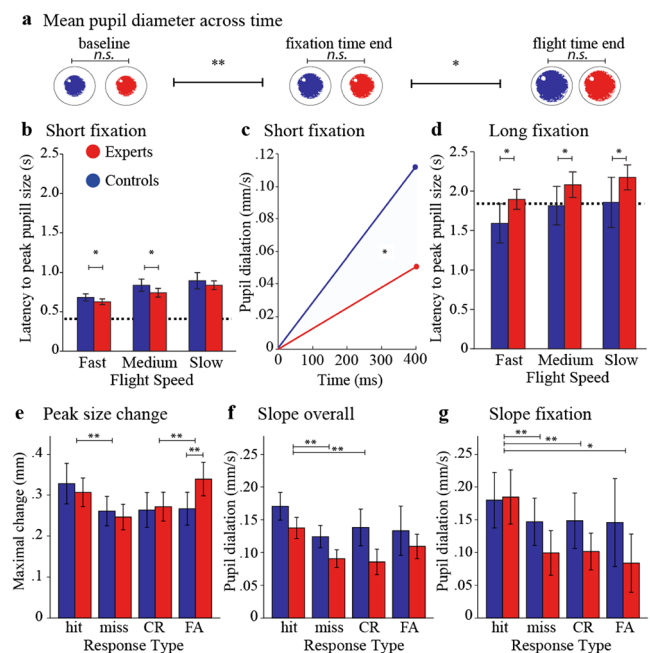 a Mean pupil diameter across time
baseline
fixation time end
flight time end
n.s.
n.s.
n.s.
**
*
b Short fixation
Latency to peak pupil size (s)
2.5
2.0
1.5
1.0
0.5
0
Experts
Controls
*
*
Fast Medium Slow
Flight Speed
c Short fixation
Pupil dialation (mm/s)
.12
.10
.08
.06
.04
.02
0
*
0 100 200 300 400
Time (ms)
d Long fixation
Latency to peak pupil size (s)
2.5
2.0
1.5
1.0
0.5
0
*
*
*
Fast Medium Slow
Flight Speed
e Peak size change
Maximal change (mm)
.4
.3
.2
.1
0
**
**
**
hit miss CR FA
Response Type
f Slope overall
Pupil dialation (mm/s)
.25
.20
.15
.10
.05
0
**
**
hit miss CR FA
Response Type
g Slope fixation
Pupil dialation (mm/s)
.25
.20
.15
.10
.05
0
**
**
*
hit miss CR FA
Response Type